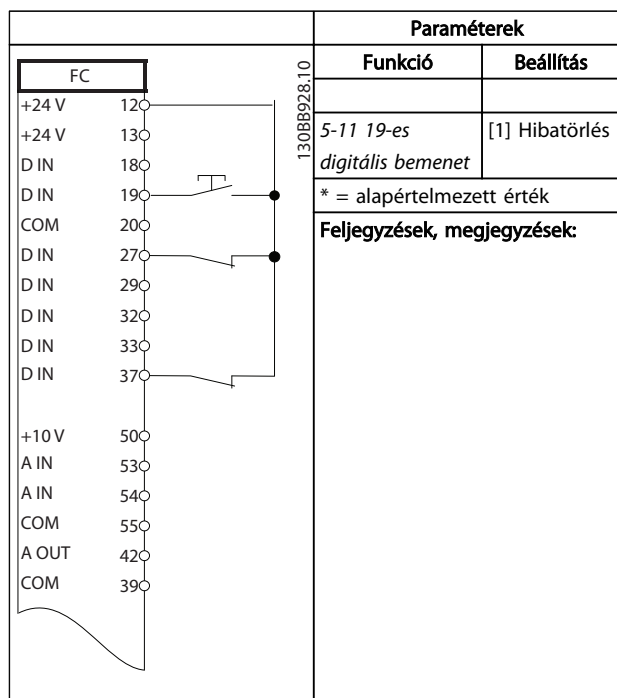 Paraméterek
Funkció Beállítás
5-11 19-es [1] Hibatörlés
digitális bemenet
* = alapértelmezett érték
Feljegyzések, megjegyzések:
FC
+24 V 12
+24 V 13
D IN 18
D IN 19
COM 20
D IN 27
D IN 29
D IN 32
D IN 33
D IN 37
+10 V 50
A IN 53
A IN 54
COM 55
A OUT 42
COM 39
130BB928.10